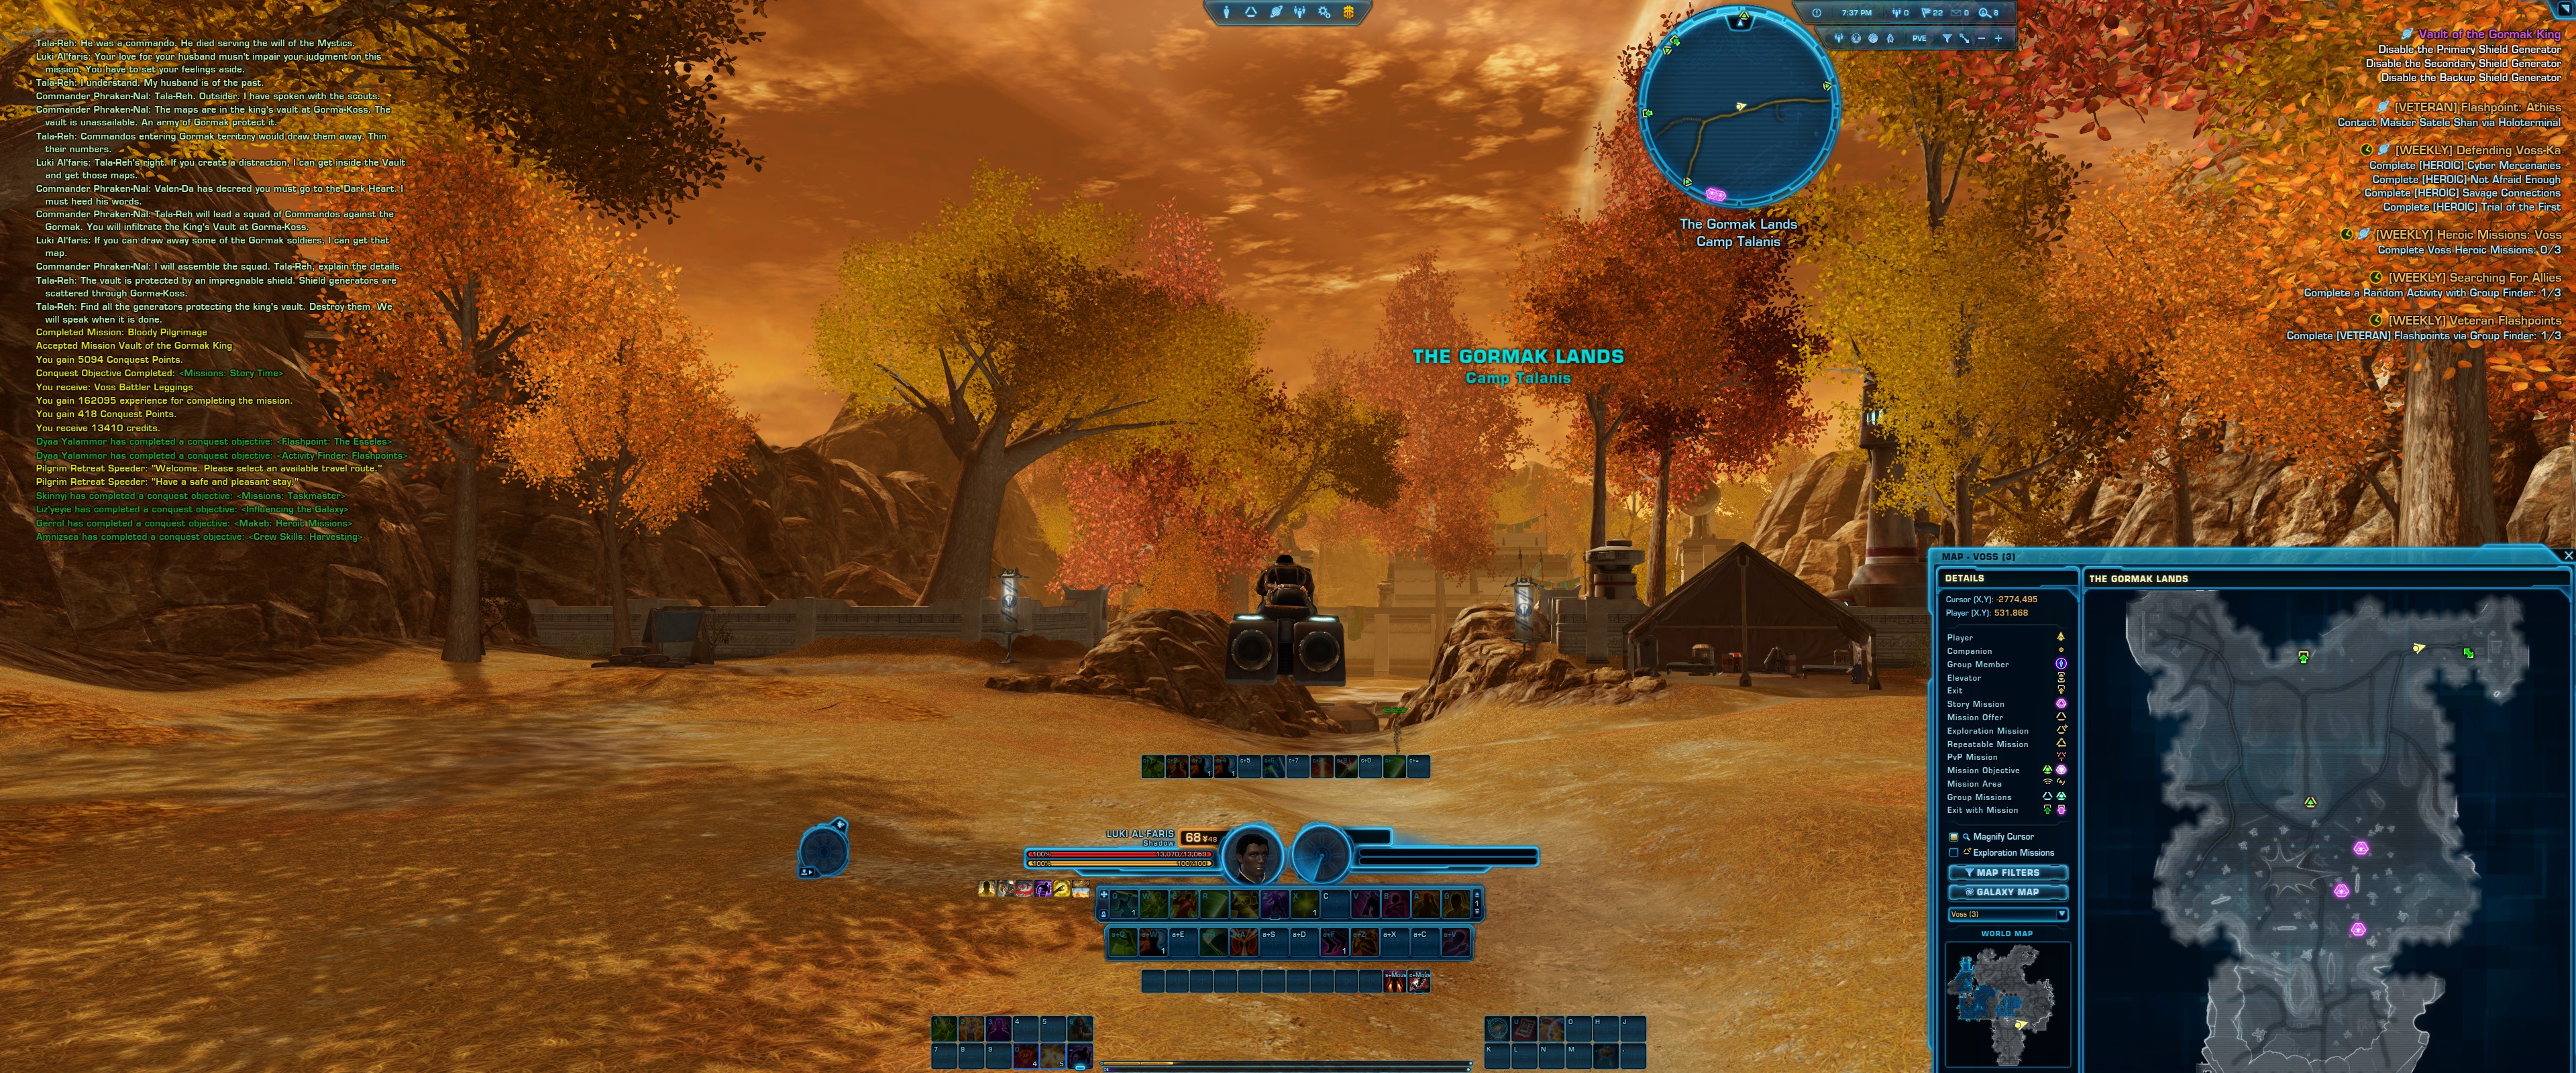 Tala-Reh: He was a commando. He died serving the will of the Mystics.
Luki Al'faris: Your love for your husband musn't impair your judgment on this
mission. You have to set your feelings aside.
Tala-Reh: I understand. My husband is of the past.
Commander Phraken-Nal: Tala-Reh. Outsider. I have spoken with the scouts.
Commander Phraken-Nal: The maps are in the king's vault at Gorma-Koss. The
vault is unassailable. An army of Gormak protect it.
Tala-Reh: Commandos entering Gormak territory would draw them away. Thin
their numbers.
Luki Al'faris: Tala-Reh's right. If you create a distraction, I can get inside the Vault
and get those maps.
Commander Phraken-Nal: Valen-Da has decreed you must go to the Dark Heart. I
must heed his words.
Commander Phraken-Nal: Tala-Reh will lead a squad of Commandos against the
Gormak. You will infiltrate the King's Vault at Gorma-Koss.
Luki Al'faris: If you can draw away some of the Gormak soldiers, I can get that
map.
Commander Phraken-Nal: I will assemble the squad. Tala-Reh, explain the details.
Tala-Reh: The vault is protected by an impregnable shield. Shield generators are
scattered through Gorma-Koss.
Tala-Reh: Find all the generators protecting the king's vault. Destroy them. We
will speak when it is done.
Completed Mission: Bloody Pilgrimage
Accepted Mission Vault of the Gormak King
You gain 5094 Conquest Points.
Conquest Objective Completed: <Missions: Story Time>
You receive: Voss Battler Leggings
You gain 162095 experience for completing the mission.
You gain 418 Conquest Points.
You receive 13410 credits.
Dyaa Yalammor has completed a conquest objective: <Flashpoint: The Esseles>
Dyaa Yalammor has completed a conquest objective: <Activity Finder: Flashpoints>
Pilgrim Retreat Speeder: "Welcome. Please select an available travel route."
Pilgrim Retreat Speeder: "Have a safe and pleasant stay."
Skinnyj has completed a conquest objective: <Missions: Taskmaster>
Liz'yeyie has completed a conquest objective: <Influencing the Galaxy>
Gerrol has completed a conquest objective: <Makeb: Heroic Missions>
Amnizsea has completed a conquest objective: <Crew Skills: Harvesting>
7:37 PM 0 22 0 8
PVE
The Gormak Lands
Camp Talanis
THE GORMAK LANDS
Camp Talanis
Vault of the Gormak King
Disable the Primary Shield Generator
Disable the Secondary Shield Generator
Disable the Backup Shield Generator
[VETERAN] Flashpoint: Athiss
Contact Master Satele Shan via Holoterminal
[WEEKLY] Defending Voss-Ka
Complete [HEROIC] Cyber Mercenaries
Complete [HEROIC] Not Afraid Enough
Complete [HEROIC] Savage Connections
Complete [HEROIC] Trial of the First
[WEEKLY] Heroic Missions: Voss
Complete Voss Heroic Missions: 0/3
[WEEKLY] Searching For Allies
Complete a Random Activity with Group Finder: 1/3
[WEEKLY] Veteran Flashpoints
Complete [VETERAN] Flashpoints via Group Finder: 1/3
MAP - VOSS (3)
DETAILS
THE GORMAK LANDS
Cursor (X,Y): -2774,495
Player (X,Y): 531,868
Player
Companion
Group Member
Elevator
Exit
Story Mission
Mission Offer
Exploration Mission
Repeatable Mission
PvP Mission
Mission Objective
Mission Area
Group Missions
Exit with Mission
Magnify Cursor
Exploration Missions
MAP FILTERS
GALAXY MAP
Voss (3)
WORLD MAP
LUKI AL-FARIS
Shadow
68 48
100% 13,070/13,069
100% 100/100
c+5 c+7 c+0
R C V
a+E a+S a+D a+X a+C
4 5
7 8 9
O H J
K L N M